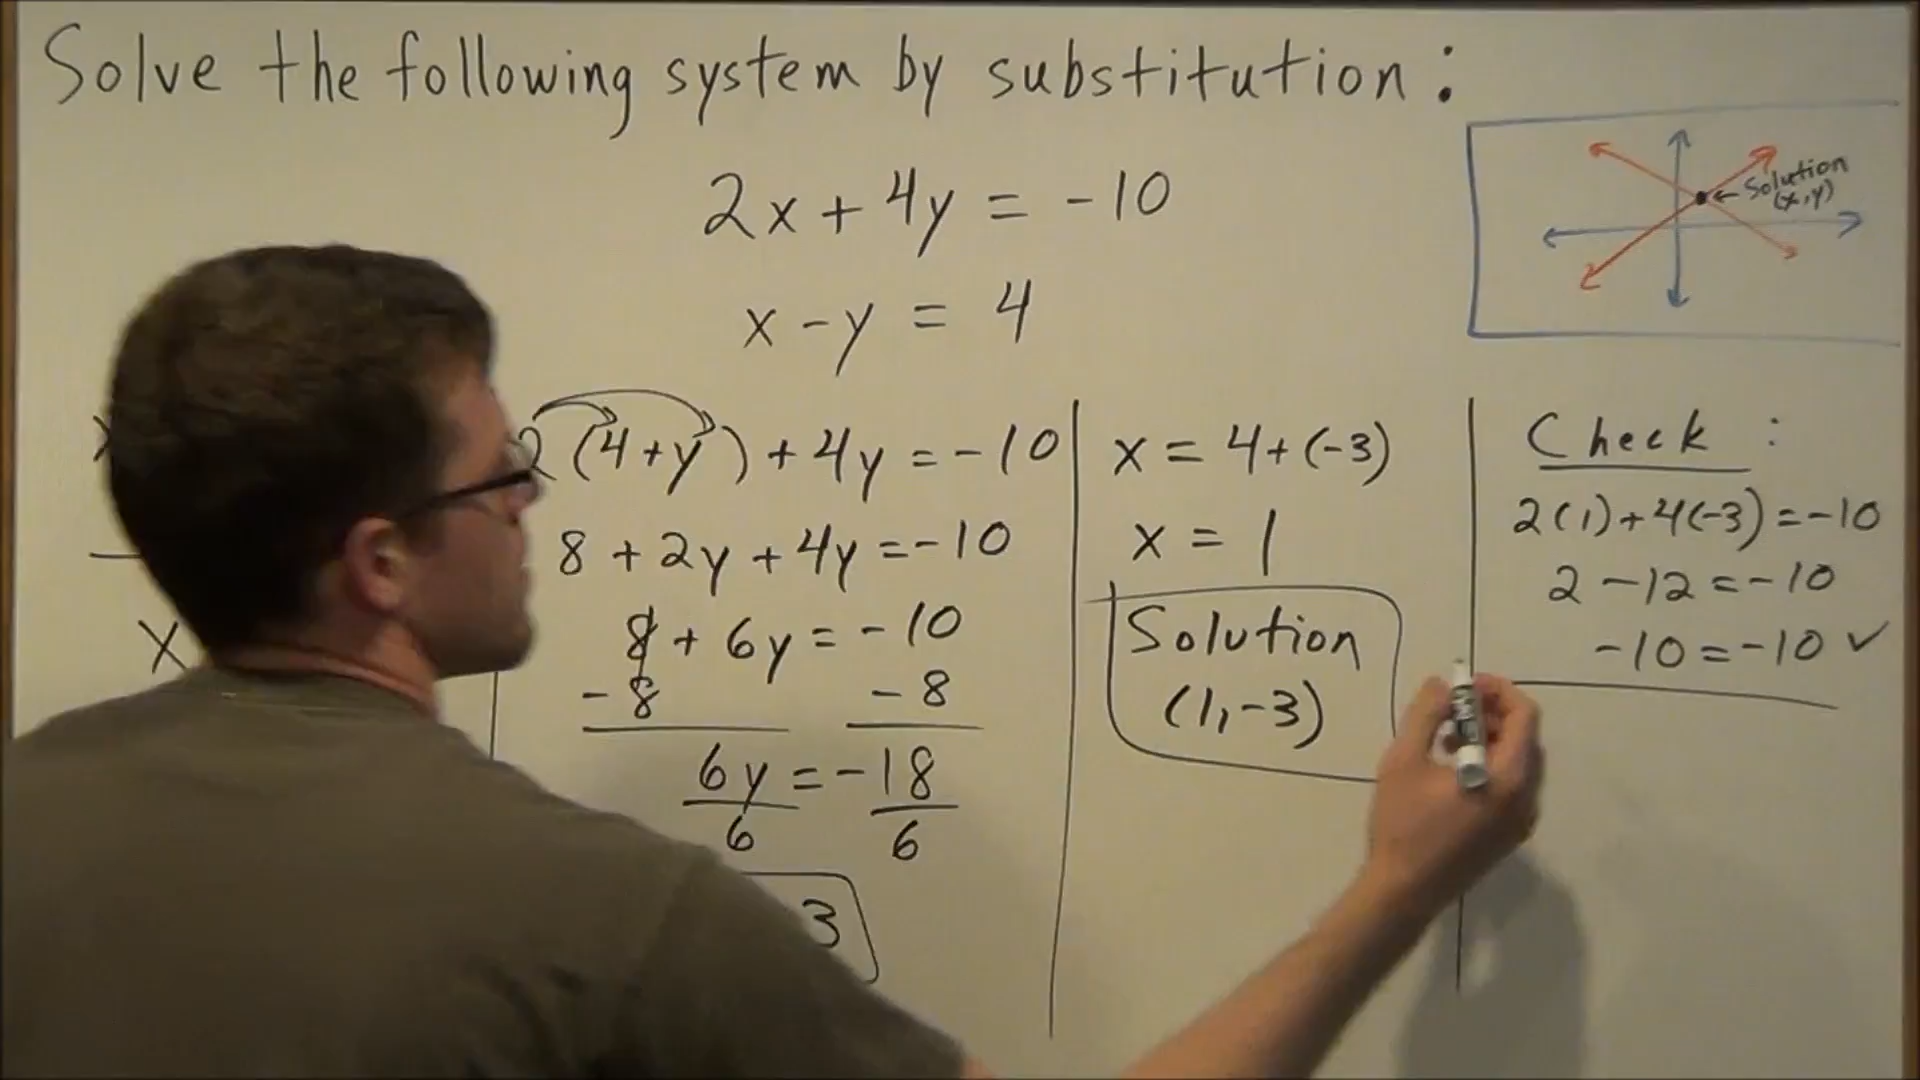 Solve the following system by substitution:
2x + 4y = -10
x - y = 4
Solution
(x,y)
x
x
2(4+y) + 4y = -10
8 + 2y + 4y = -10
8 + 6y = -10
-8 -8
6y = -18
6 6
3
x = 4 + (-3)
x = 1
Solution
(1,-3)
Check:
2(1)+4(-3) = -10
2 - 12 = -10
-10 = -10 ✓